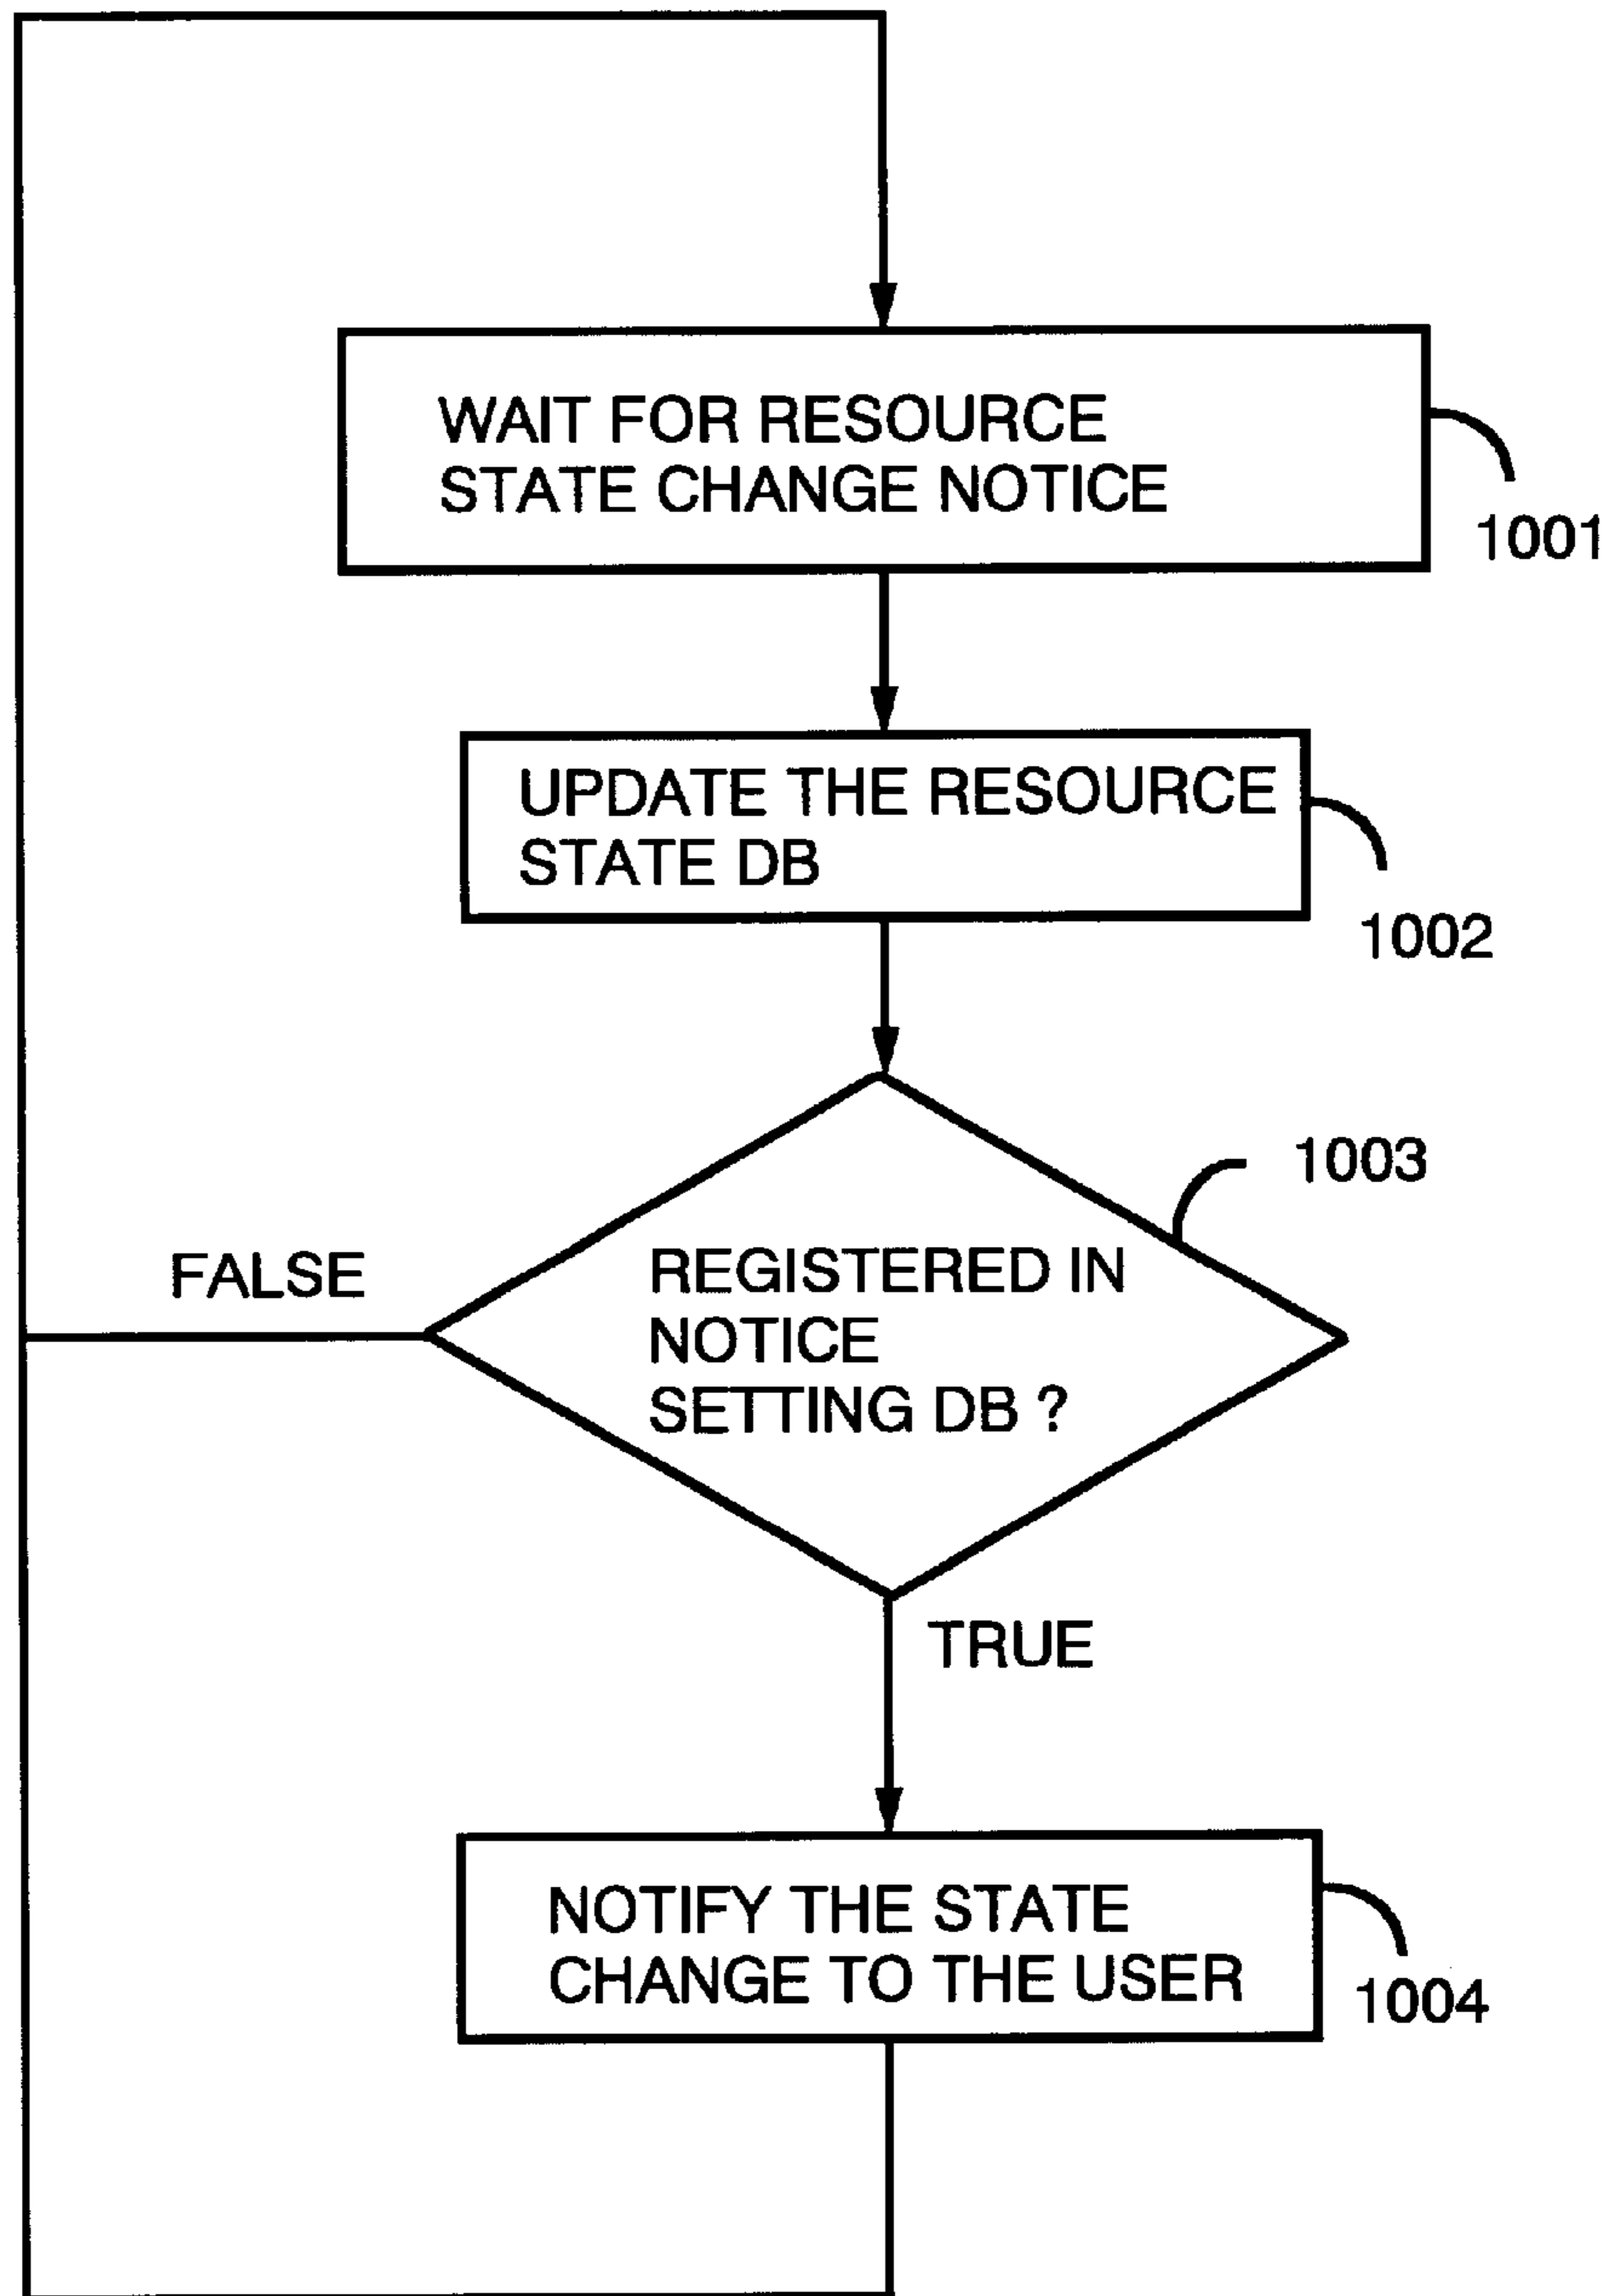 WAIT FOR RESOURCE
STATE CHANGE NOTICE
1001
UPDATE THE RESOURCE
STATE DB
1002
1003
FALSE
REGISTERED IN
NOTICE
SETTING DB ?
TRUE
NOTIFY THE STATE
CHANGE TO THE USER
1004